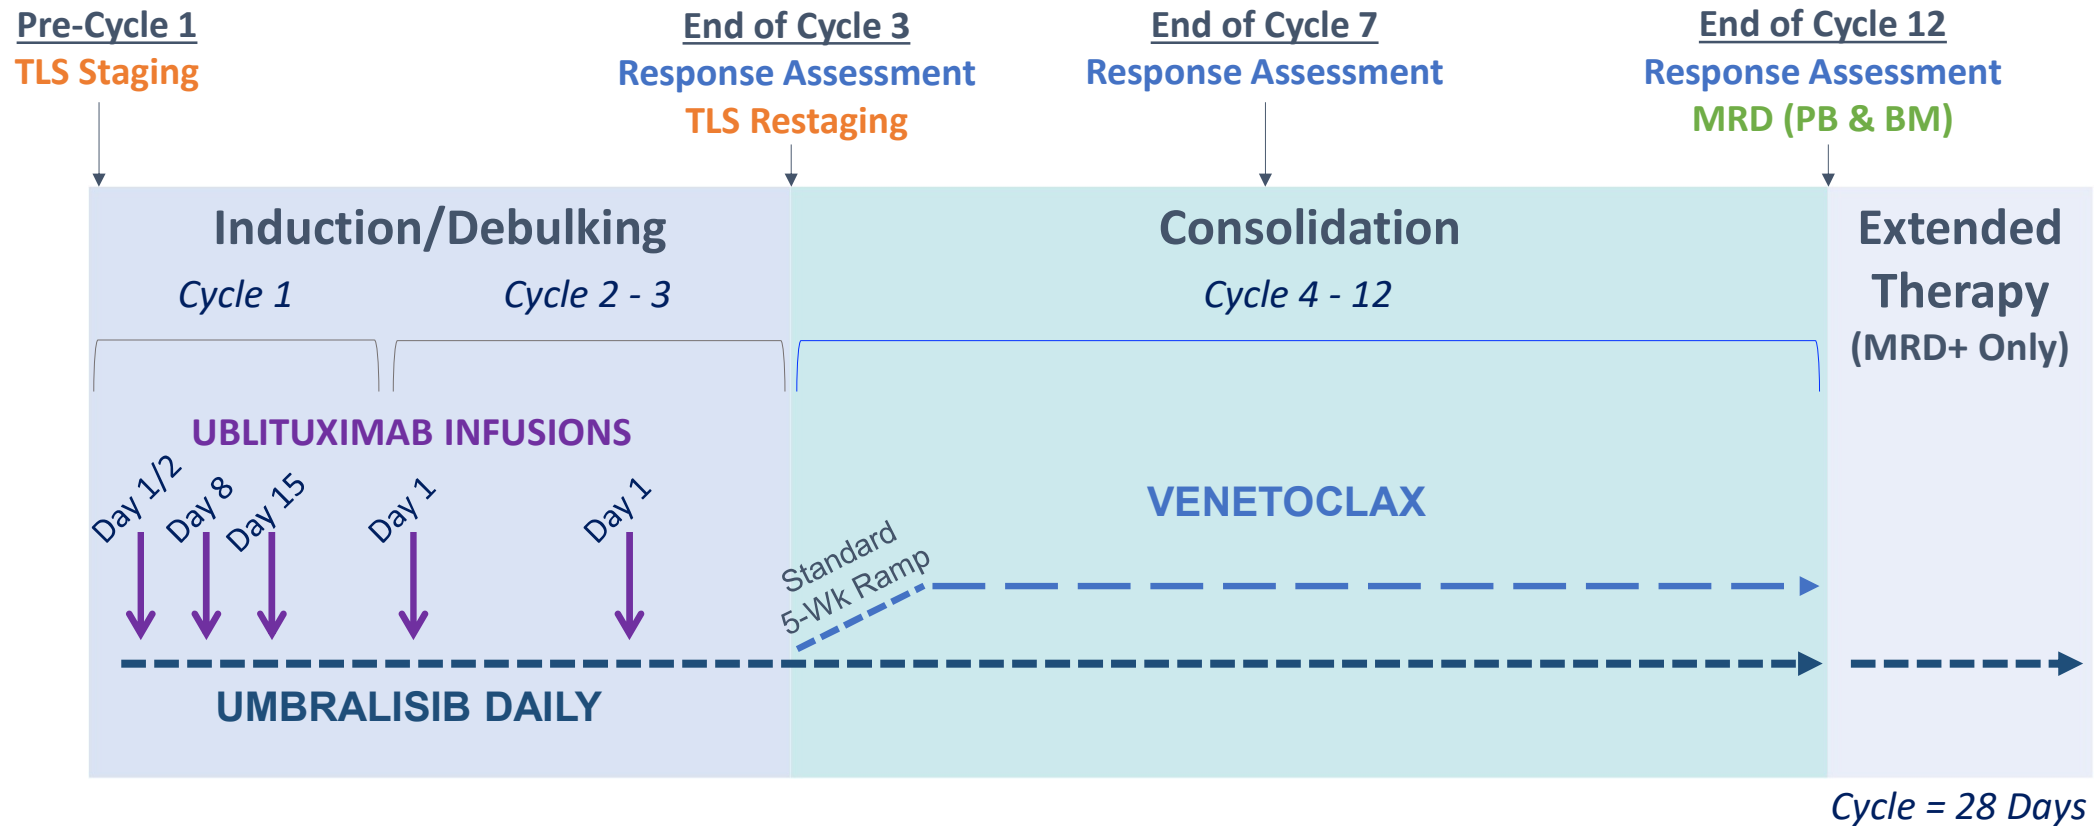 Pre-Cycle 1
TLS Staging
End of Cycle 3
Response Assessment
TLS Restaging
End of Cycle 7
Response Assessment
End of Cycle 12
Response Assessment
MRD (PB & BM)
Induction/Debulking
Cycle 1
Cycle 2 - 3
Consolidation
Cycle 4 - 12
Extended
Therapy
(MRD+ Only)
UBLITUXIMAB INFUSIONS
Day 1/2
Day 8
Day 15
Day 1
Day 1
VENETOCLAX
Standard
5-Wk Ramp
UMBRALISIB DAILY
Cycle = 28 Days